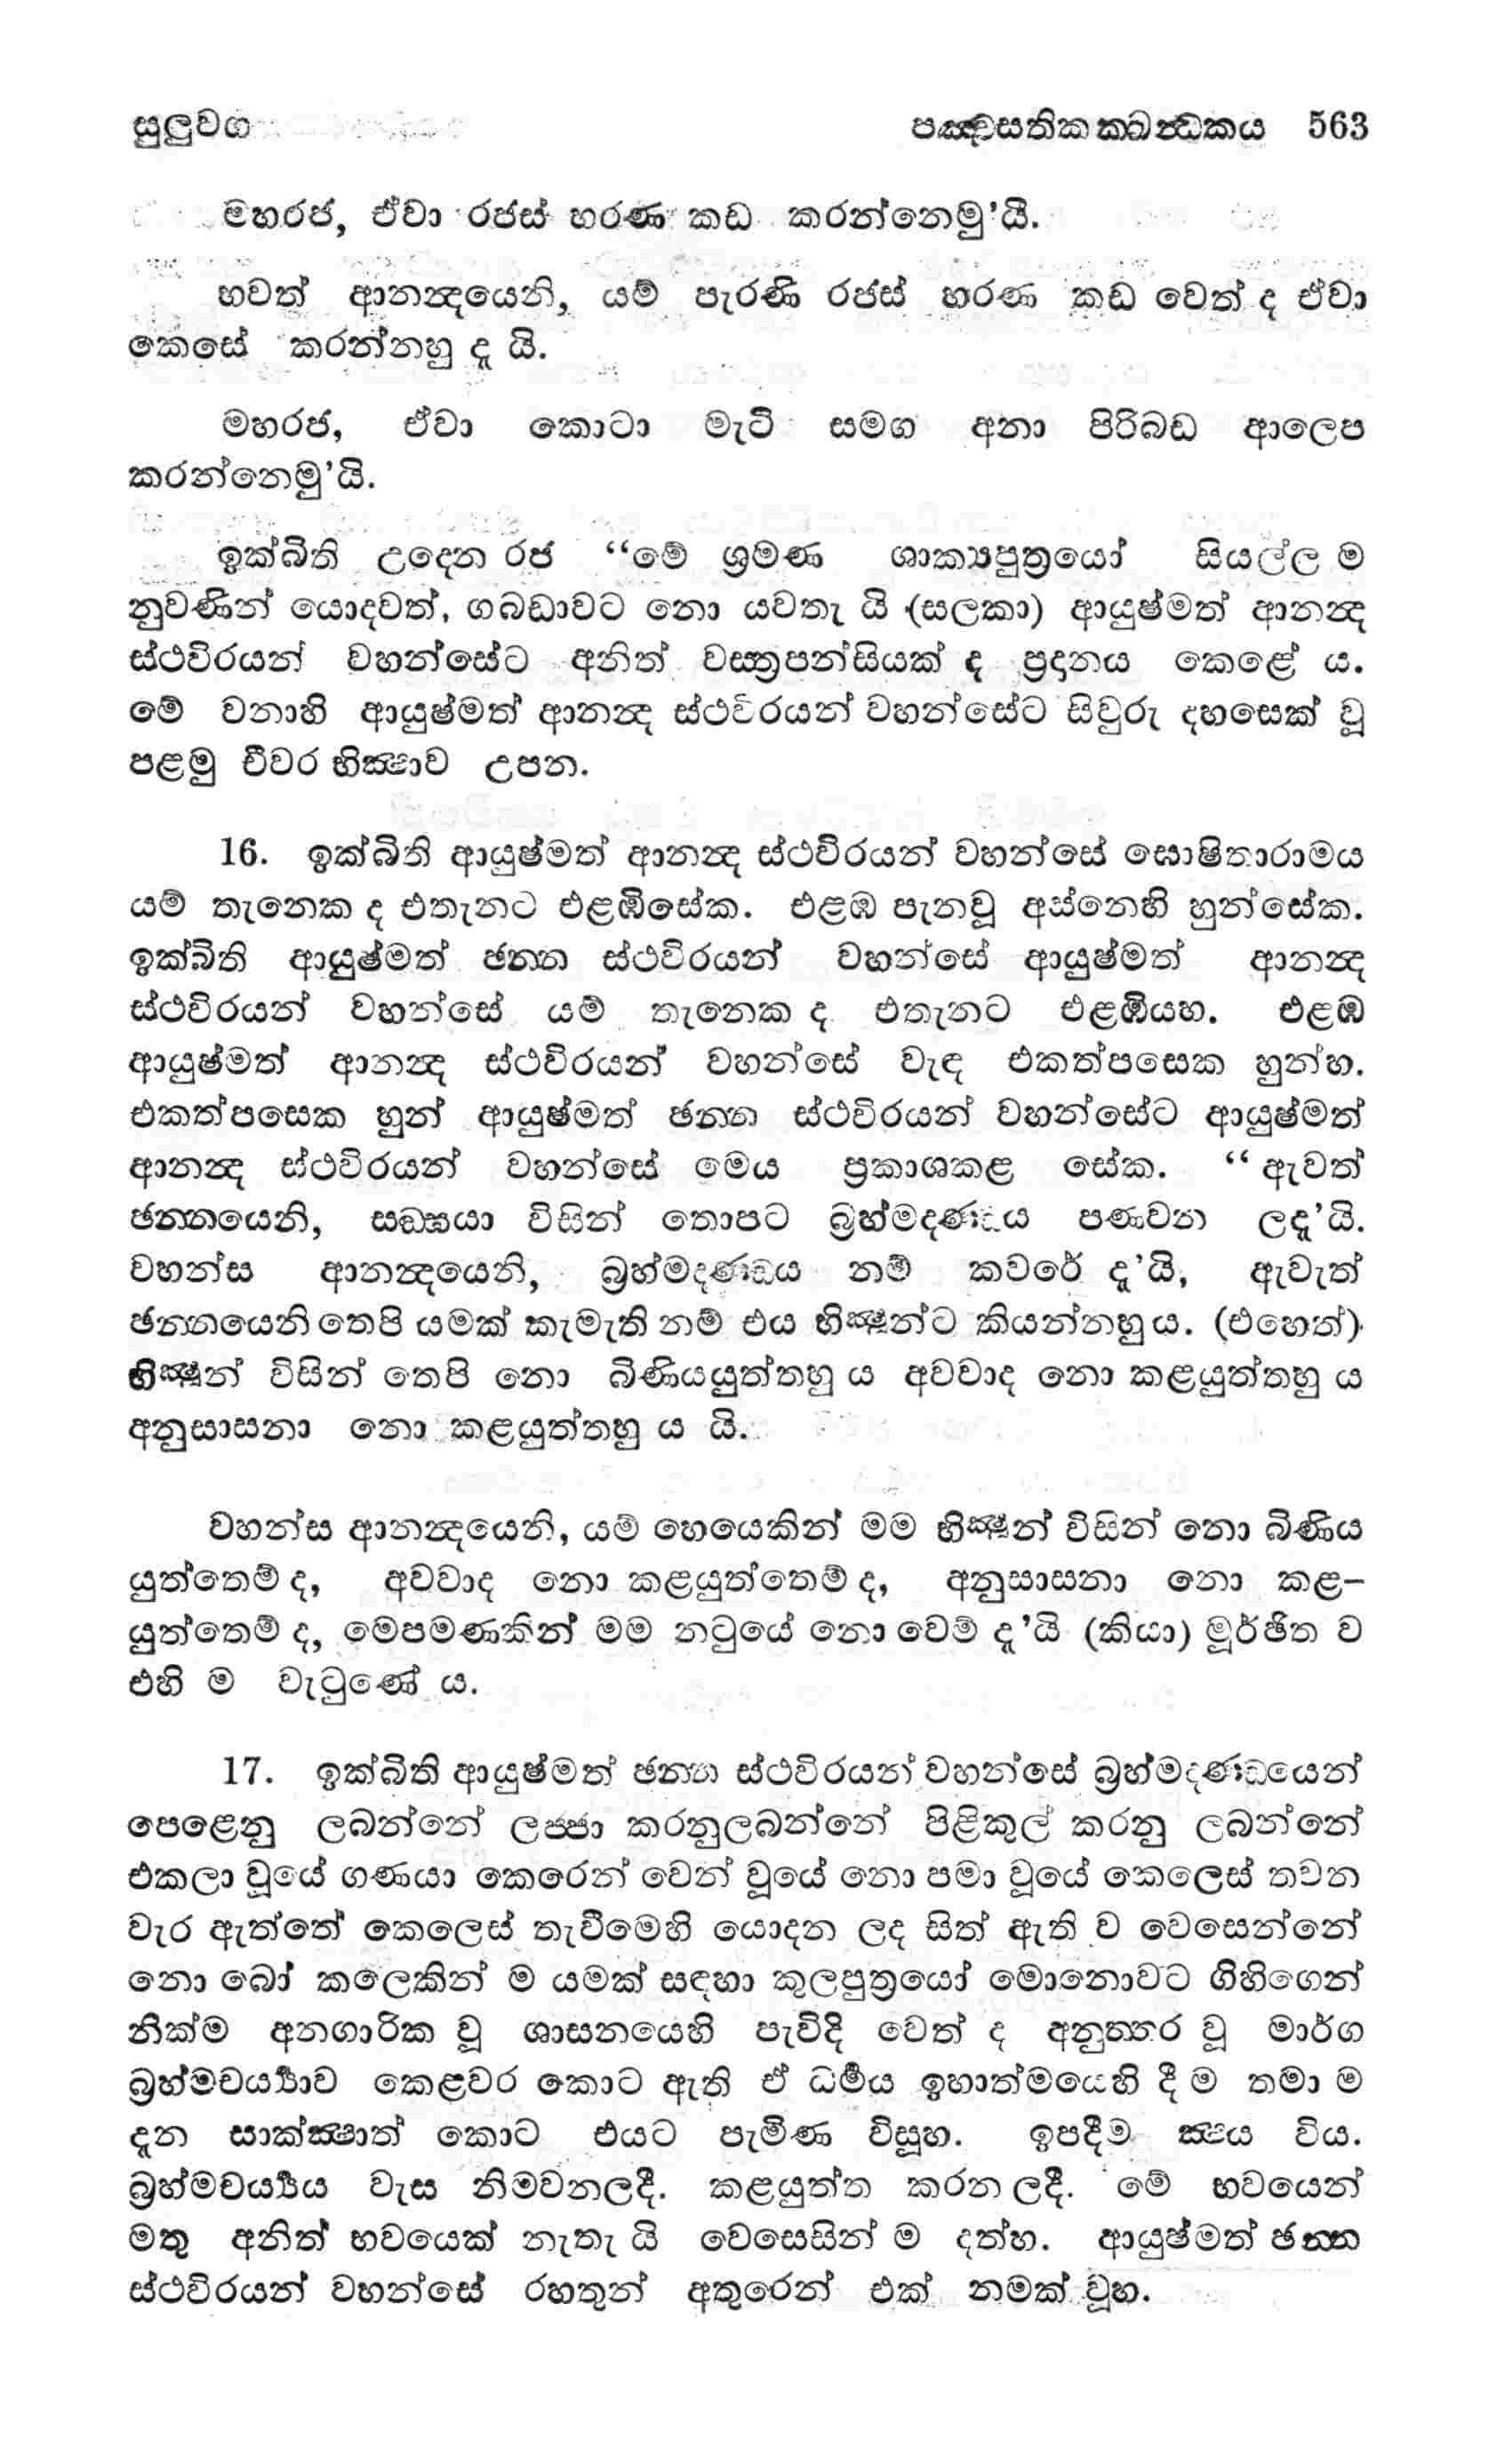 සුලුවග පඤ්චසතික ක්ඛන්ධකය 563
මහරජ, ඒවා රජස් හරණ කඩ කරන්නෙමු'යි.
භවත් ආනන්‍දයෙනි, යම් පැරණි රජස් හරණ කඩ වෙත් ද ඒවා
කෙසේ කරන්නහු දැ යි.
මහරජ, ඒවා කොටා මැටි සමග අනා පිරිබඩ ආලෙප
කරන්නෙමු'යි.
ඉක්බිති උදෙන රජ “මේ ශ්‍රමණ ශාක්‍යපුත්‍රයෝ සියල්ල ම
නුවණින් යොදවත්, ගබඩාවට නො යවතැ යි (සලකා) ආයුෂ්මත් ආනන්‍ද
ස්ථවිරයන් වහන්සේට අනිත් වස්ත්‍රපන්සියක් ද ප්‍රදානය කෙළේ ය.
මේ වනාහි ආයුෂ්මත් ආනන්‍ද ස්ථවිරයන් වහන්සේට සිවුරු දහසෙක් වූ
පළමු චීවර භික්‍ෂාව උපන.
16. ඉක්බිති ආයුෂ්මත් ආනන්‍ද ස්ථවිරයන් වහන්සේ ඝොෂිතාරාමය
යම් තැනෙක ද එතැනට එළඹිසේක. එළඹ පැනවූ අස්නෙහි හුන්සේක.
ඉක්බිති ආයුෂ්මත් ඡන්න ස්ථවිරයන් වහන්සේ ආයුෂ්මත් ආනන්‍ද
ස්ථවිරයන් වහන්සේ යම් තැනෙක ද එතැනට එළඹියහ. එළඹ
ආයුෂ්මත් ආනන්‍ද ස්ථවිරයන් වහන්සේ වැඳ එකත්පසෙක හුන්හ.
එකත්පසෙක හුන් ආයුෂ්මත් ඡන්න ස්ථවිරයන් වහන්සේට ආයුෂ්මත්
ආනන්‍ද ස්ථවිරයන් වහන්සේ මෙය ප්‍රකාශකළ සේක. “ ඇවත්
ඡන්නයෙනි, සඞ්ඝයා විසින් තොපට බ්‍රහ්මදණ්ඩය පණවන ලදැ'යි.
වහන්ස ආනන්‍දයෙනි, බ්‍රහ්මදණ්ඩය නම් කවරේ දැ'යි, ඇවැත්
ඡන්නයෙනි තෙපි යමක් කැමැති නම් එය භික්‍ෂූන්ට කියන්නහු ය. (එහෙත්)
භික්‍ෂූන් විසින් තෙපි නො බිණියයුත්තහු ය අවවාද නො කළයුත්තහු ය
අනුසාසනා නො කළයුත්තහු ය යි.
වහන්ස ආනන්‍දයෙනි, යම් හෙයෙකින් මම භික්‍ෂූන් විසින් නො බිණිය
යුත්තෙම් ද, අවවාද නො කළයුත්තෙම් ද, අනුසාසනා නො කළ-
යුත්තෙම් ද, මෙපමණකින් මම නටුයේ නො වෙම් දැ'යි (කියා) මූර්ඡිත ව
එහි ම වැටුණේ ය.
17. ඉක්බිති ආයුෂ්මත් ඡන්න ස්ථවිරයන් වහන්සේ බ්‍රහ්මදණ්ඩයෙන්
පෙළෙනු ලබන්නේ ලජ්ජා කරනුලබන්නේ පිළිකුල් කරනු ලබන්නේ
එකලා වූයේ ගණයා කෙරෙන් වෙන් වූයේ නො පමා වූයේ කෙලෙස් තවන
වැර ඇත්තේ කෙලෙස් තැවීමෙහි යොදන ලද සිත් ඇති ව වෙසෙන්නේ
නො බෝ කලෙකින් ම යමක් සඳහා කුලපුත්‍රයෝ මොනොවට ගිහිගෙන්
නික්ම අනගාරික වූ ශාසනයෙහි පැවිදි වෙත් ද අනුත්තර වූ මාර්ග
බ්‍රහ්මචර්‍ය්‍යාව කෙළවර කොට ඇති ඒ ධර්‍මය ඉහාත්මයෙහි දී ම තමා ම
දැන සාක්‍ෂාත් කොට එයට පැමිණ විසූහ. ඉපදීම ක්‍ෂය විය.
බ්‍රහ්මචර්‍ය්‍යය වැස නිමවනලදී. කළයුත්ත කරන ලදී. මේ භවයෙන්
මතු අනිත් භවයෙක් නැතැ යි වෙසෙසින් ම දත්හ. ආයුෂ්මත් ඡන්න
ස්ථවිරයන් වහන්සේ රහතුන් අතුරෙන් එක් නමක් වූහ.